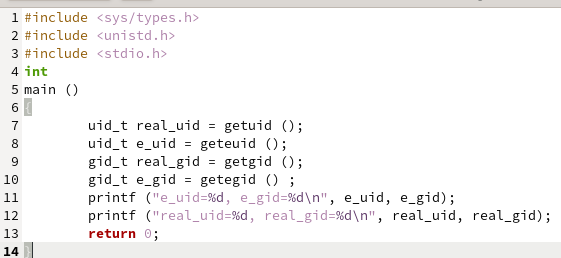 1 #include <sys/types.h>
2 #include <unistd.h>
3 #include <stdio.h>
4 int
5 main ()
6 {
7         uid_t real_uid = getuid ();
8         uid_t e_uid = geteuid ();
9         gid_t real_gid = getgid ();
10         gid_t e_gid = getegid () ;
11         printf ("e_uid=%d, e_gid=%d\n", e_uid, e_gid);
12         printf ("real_uid=%d, real_gid=%d\n", real_uid, real_gid);
13         return 0;
14 }